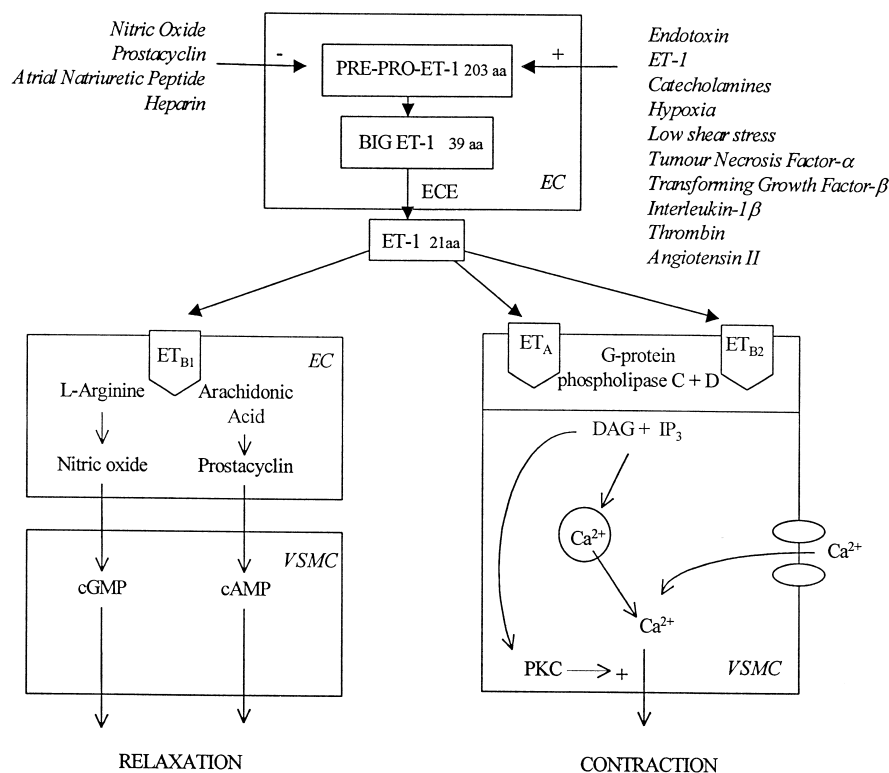 Nitric Oxide
Prostacyclin
Atrial Natriuretic Peptide
Heparin
-
+
PRE-PRO-ET-1 203 aa
BIG ET-1 39 aa
ECE
EC
ET-1 21aa
Endotoxin
ET-1
Catecholamines
Hypoxia
Low shear stress
Tumour Necrosis Factor-α
Transforming Growth Factor-β
Interleukin-1β
Thrombin
Angiotensin II
ET_B1
EC
L-Arginine
Arachidonic
Acid
Nitric oxide
Prostacyclin
VSMC
cGMP
cAMP
RELAXATION
ET_A
ET_B2
G-protein
phospholipase C + D
DAG + IP₃
Ca²⁺
Ca²⁺
Ca²⁺
PKC
+
VSMC
CONTRACTION